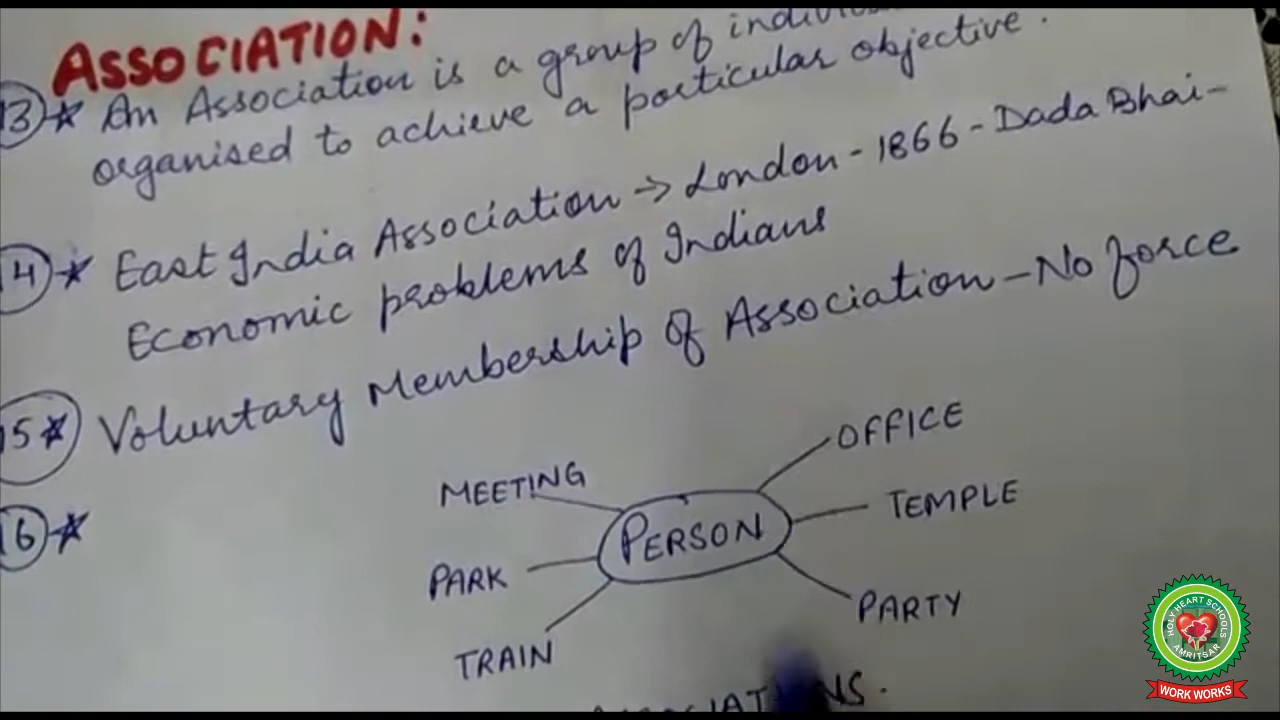 ASSOCIATION:
13 * An Association is a group of
organised to achieve a particular objective.
14 * East India Association → London - 1866 - Dada Bhai -
Economic problems of Indians
15 * Voluntary Membership of Association - No force
16 *
MEETING
OFFICE
PERSON
TEMPLE
PARK
PARTY
TRAIN
HOLY HEART SCHOOLS
AMRITSAR
WORK WORKS